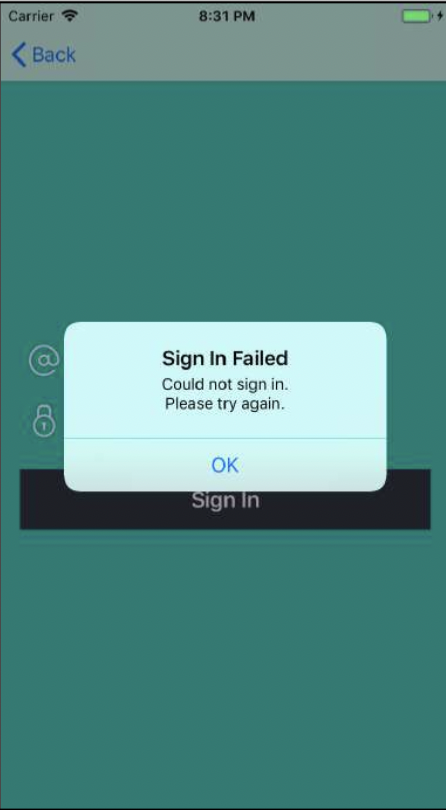 Carrier 8:31 PM
Back
Sign In Failed
Could not sign in.
Please try again.
OK
Sign In